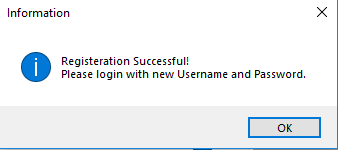 Information
Registeration Successful!
Please login with new Username and Password.
OK